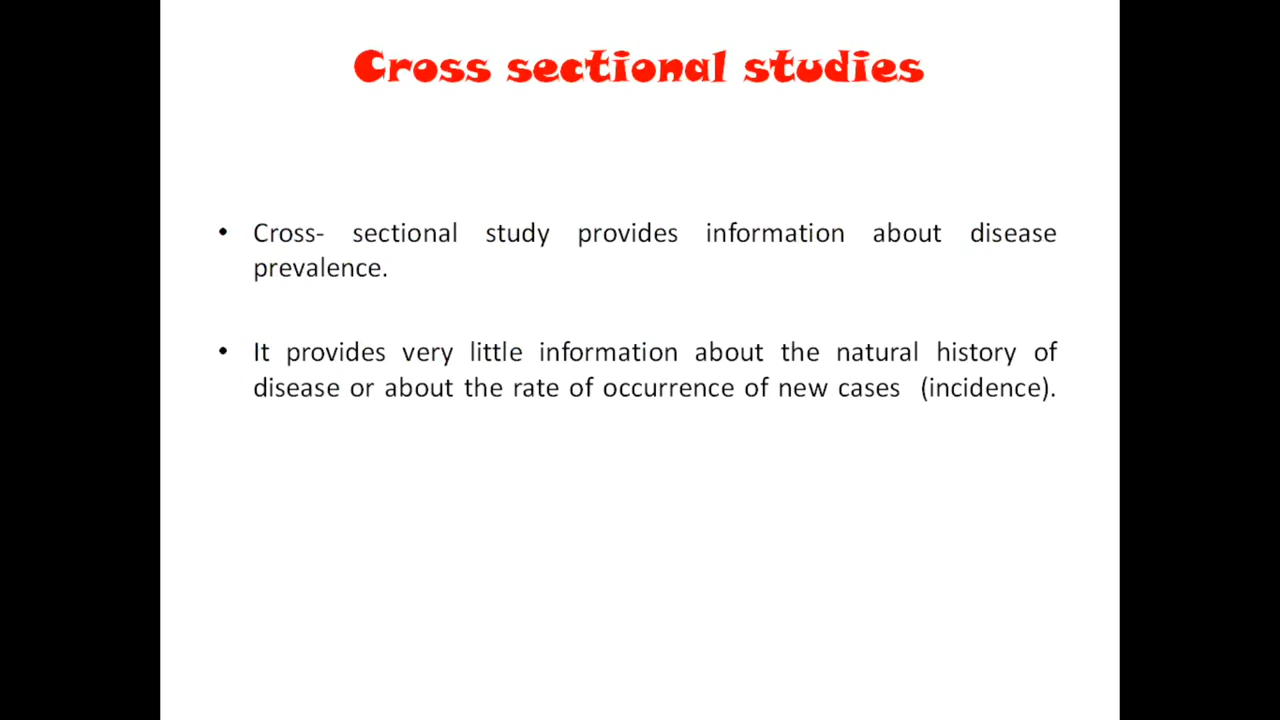 Cross sectional studies
• Cross- sectional study provides information about disease
prevalence.
• It provides very little information about the natural history of
disease or about the rate of occurrence of new cases (incidence).